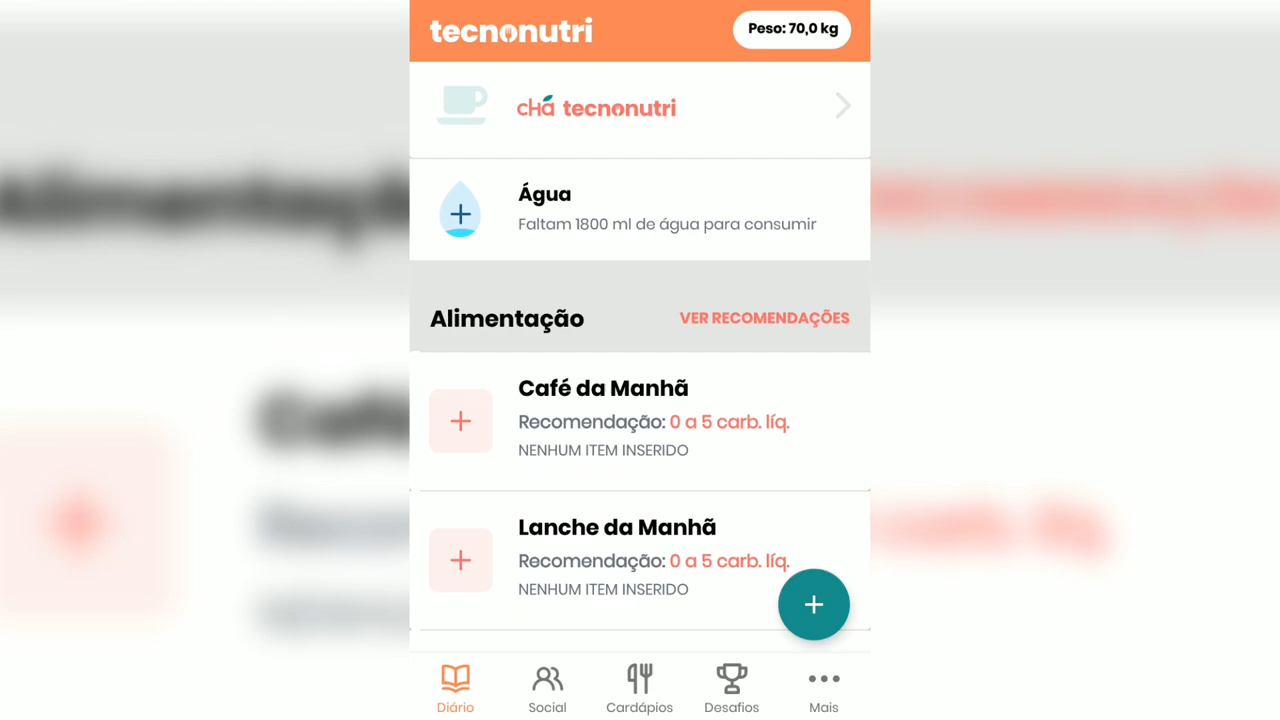 tecnonutri
Peso: 70,0 kg
chá tecnonutri
Água
Faltam 1800 ml de água para consumir
Alimentação
VER RECOMENDAÇÕES
Café da Manhã
Recomendação: 0 a 5 carb. líq.
NENHUM ITEM INSERIDO
Lanche da Manhã
Recomendação: 0 a 5 carb. líq.
NENHUM ITEM INSERIDO
Diário
Social
Cardápios
Desafios
Mais